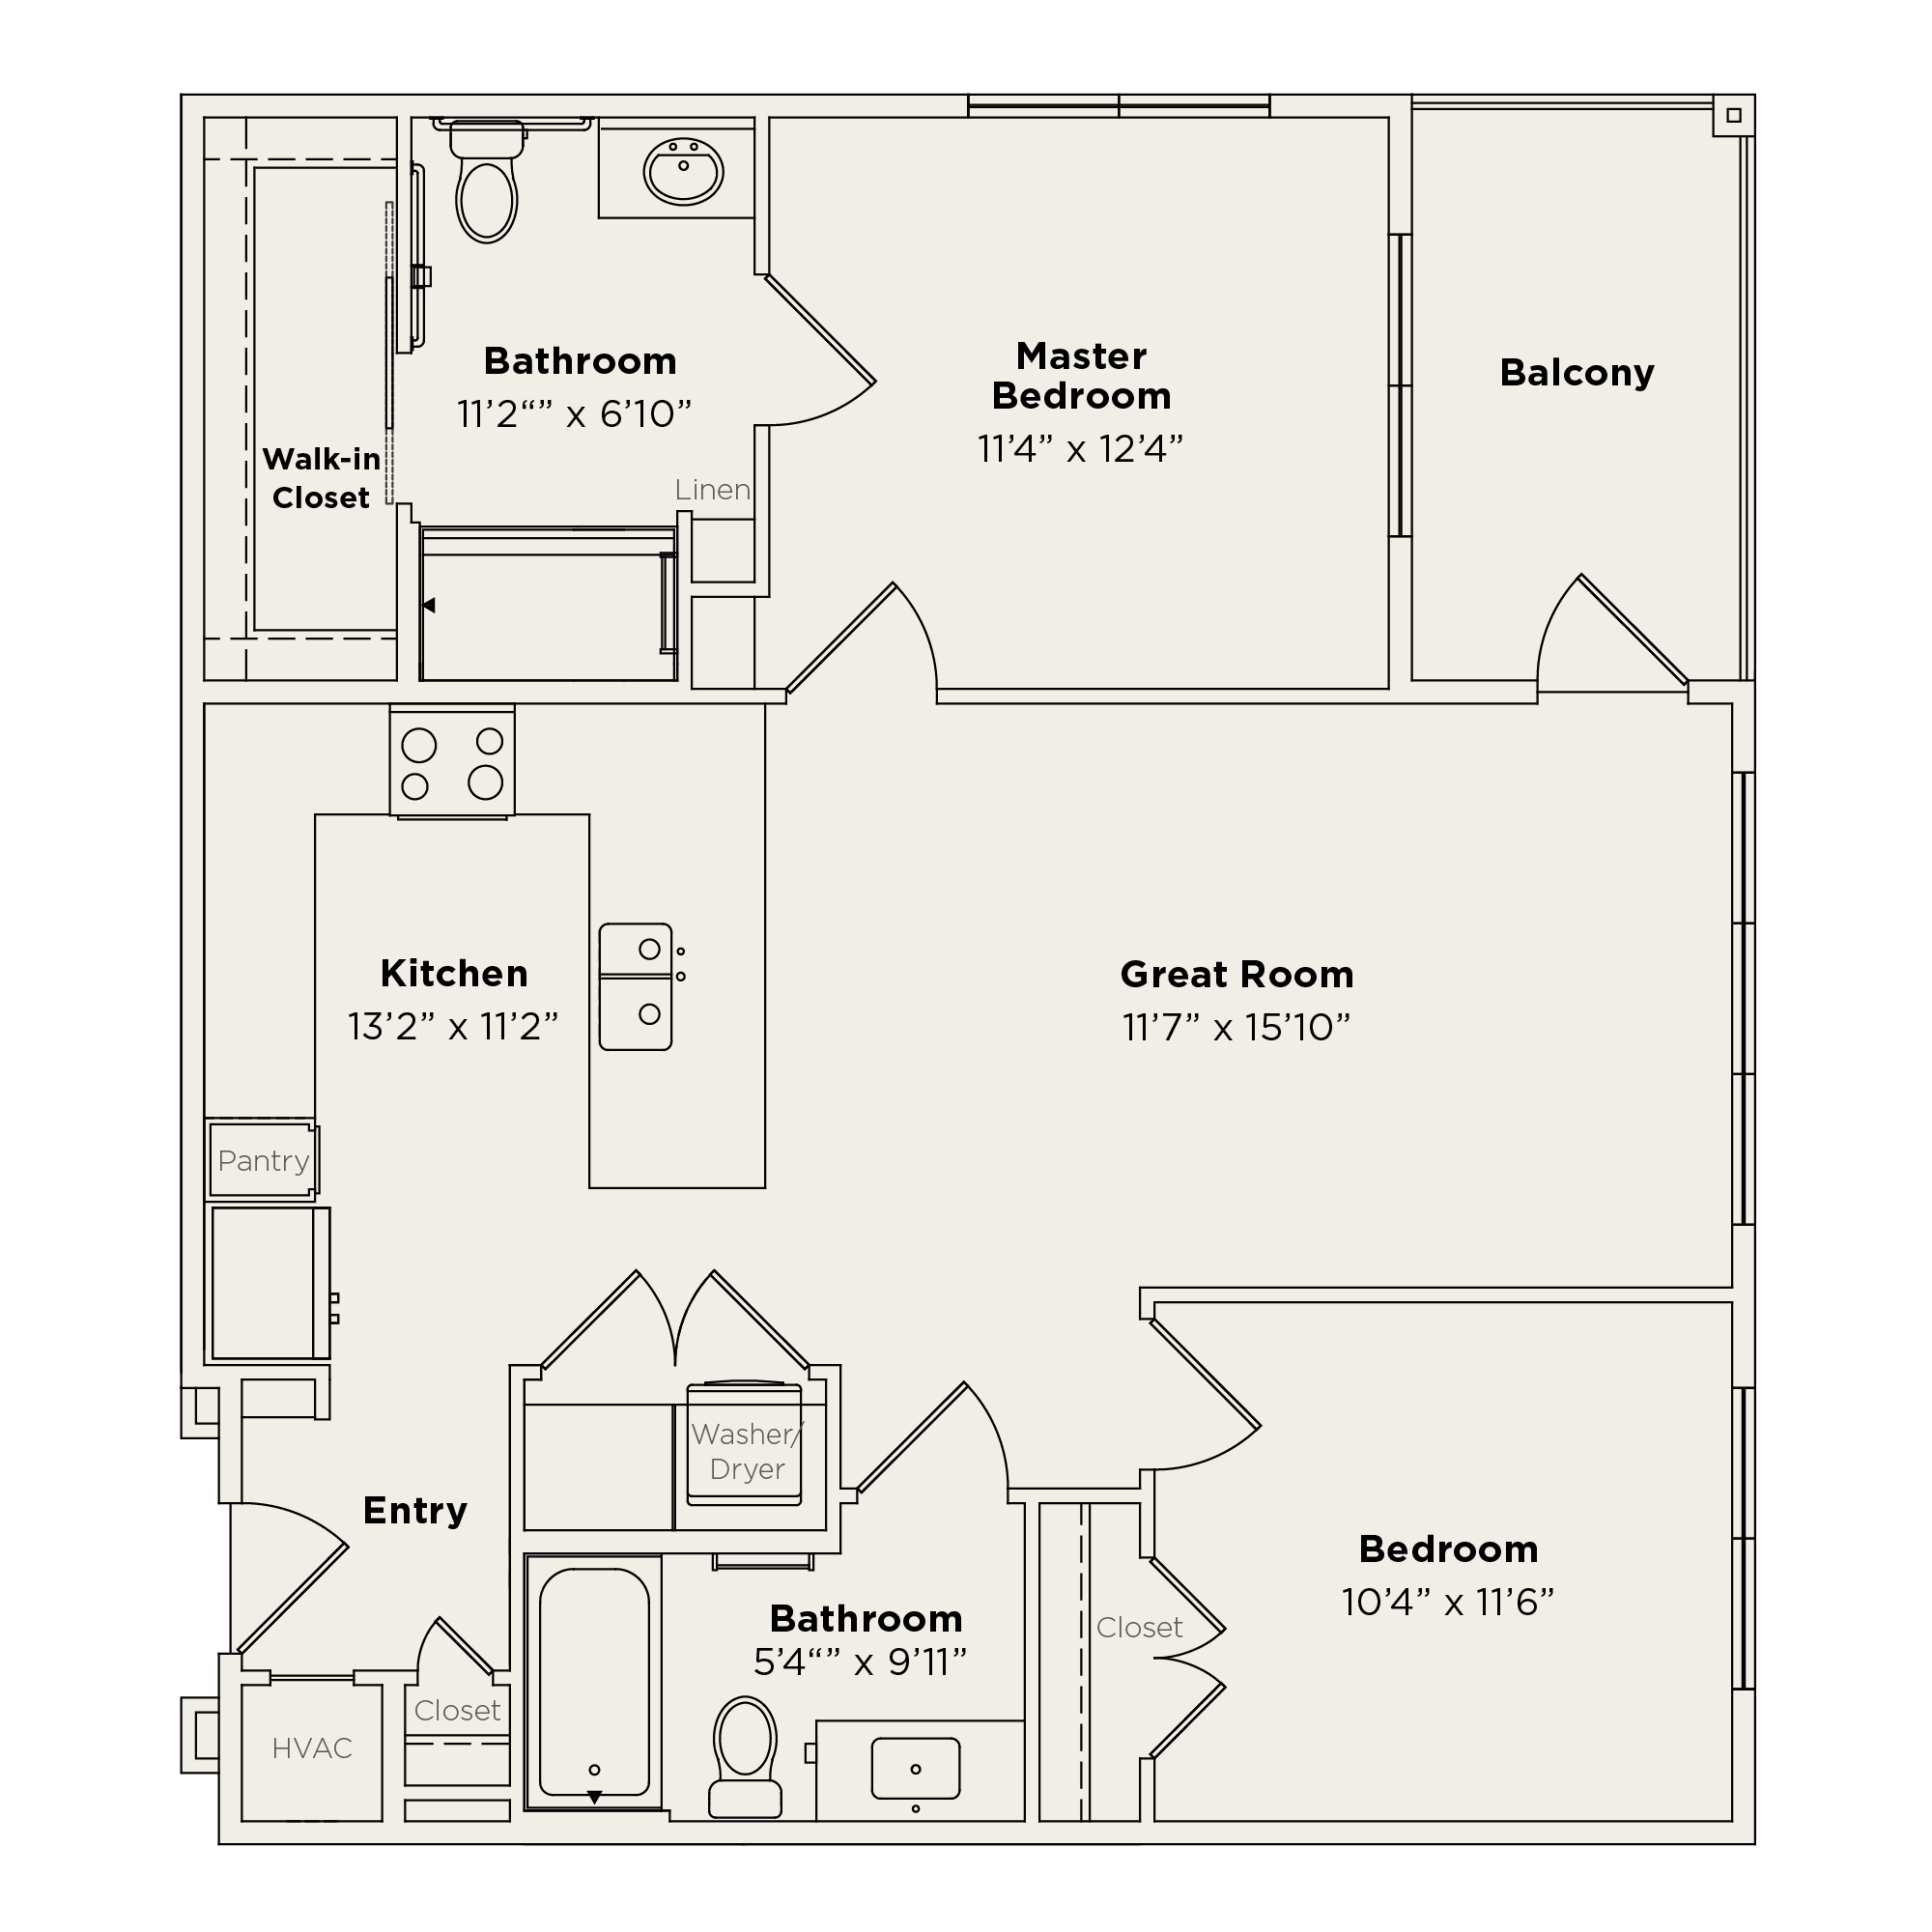 Bathroom
11’2“” x 6’10”
Master
Bedroom
11’4” x 12’4”
Balcony
Walk-in
Closet
Linen
Kitchen
13’2” x 11’2”
Great Room
11’7” x 15’10”
Pantry
Washer/
Dryer
Entry
Bedroom
10’4” x 11’6”
Bathroom
5’4“” x 9’11”
Closet
Closet
HVAC